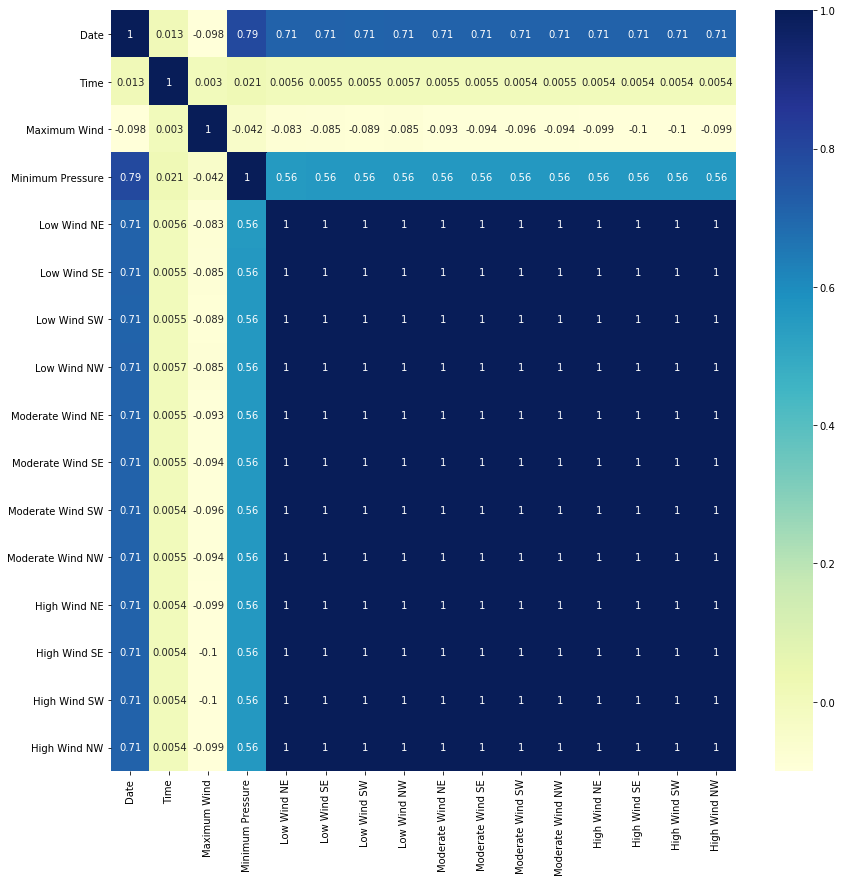 Date 1 0.013 -0.098 0.79 0.71 0.71 0.71 0.71 0.71 0.71 0.71 0.71 0.71 0.71 0.71 0.71
Time 0.013 1 0.003 0.021 0.0056 0.0055 0.0055 0.0057 0.0055 0.0055 0.0054 0.0055 0.0054 0.0054 0.0054 0.0054
Maximum Wind -0.098 0.003 1 -0.042 -0.083 -0.085 -0.089 -0.085 -0.093 -0.094 -0.096 -0.094 -0.099 -0.1 -0.1 -0.099
Minimum Pressure 0.79 0.021 -0.042 1 0.56 0.56 0.56 0.56 0.56 0.56 0.56 0.56 0.56 0.56 0.56 0.56
Low Wind NE 0.71 0.0056 -0.083 0.56 1 1 1 1 1 1 1 1 1 1 1 1
Low Wind SE 0.71 0.0055 -0.085 0.56 1 1 1 1 1 1 1 1 1 1 1 1
Low Wind SW 0.71 0.0055 -0.089 0.56 1 1 1 1 1 1 1 1 1 1 1 1
Low Wind NW 0.71 0.0057 -0.085 0.56 1 1 1 1 1 1 1 1 1 1 1 1
Moderate Wind NE 0.71 0.0055 -0.093 0.56 1 1 1 1 1 1 1 1 1 1 1 1
Moderate Wind SE 0.71 0.0055 -0.094 0.56 1 1 1 1 1 1 1 1 1 1 1 1
Moderate Wind SW 0.71 0.0054 -0.096 0.56 1 1 1 1 1 1 1 1 1 1 1 1
Moderate Wind NW 0.71 0.0055 -0.094 0.56 1 1 1 1 1 1 1 1 1 1 1 1
High Wind NE 0.71 0.0054 -0.099 0.56 1 1 1 1 1 1 1 1 1 1 1 1
High Wind SE 0.71 0.0054 -0.1 0.56 1 1 1 1 1 1 1 1 1 1 1 1
High Wind SW 0.71 0.0054 -0.1 0.56 1 1 1 1 1 1 1 1 1 1 1 1
High Wind NW 0.71 0.0054 -0.099 0.56 1 1 1 1 1 1 1 1 1 1 1 1
Date
Time
Maximum Wind
Minimum Pressure
Low Wind NE
Low Wind SE
Low Wind SW
Low Wind NW
Moderate Wind NE
Moderate Wind SE
Moderate Wind SW
Moderate Wind NW
High Wind NE
High Wind SE
High Wind SW
High Wind NW
1.0
0.8
0.6
0.4
0.2
0.0